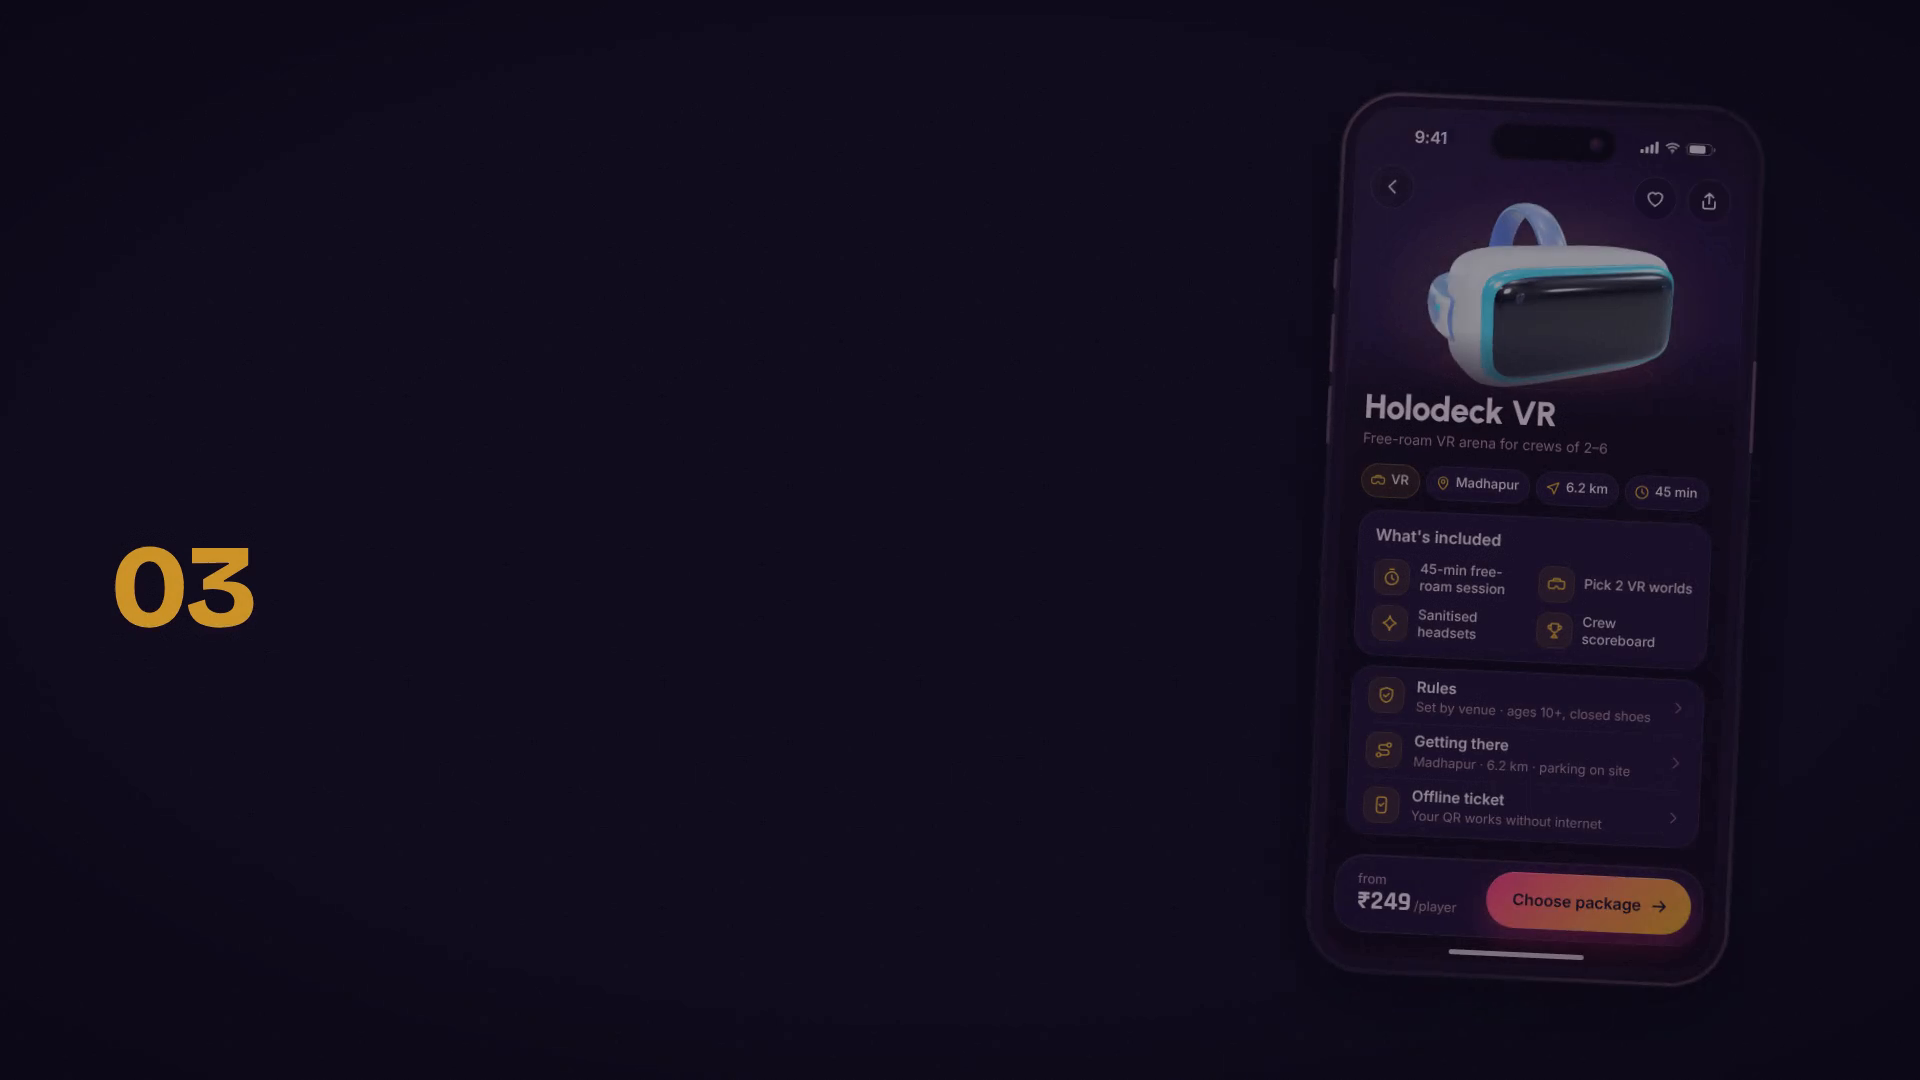 03
9:41
Holodeck VR
Free-roam VR arena for crews of 2–6
VR
Madhapur
6.2 km
45 min
What's included
45-min free-
roam session
Pick 2 VR worlds
Sanitised
headsets
Crew
scoreboard
Rules
Set by venue · ages 10+, closed shoes
Getting there
Madhapur · 6.2 km · parking on site
Offline ticket
Your QR works without internet
from
₹249 /player
Choose package →